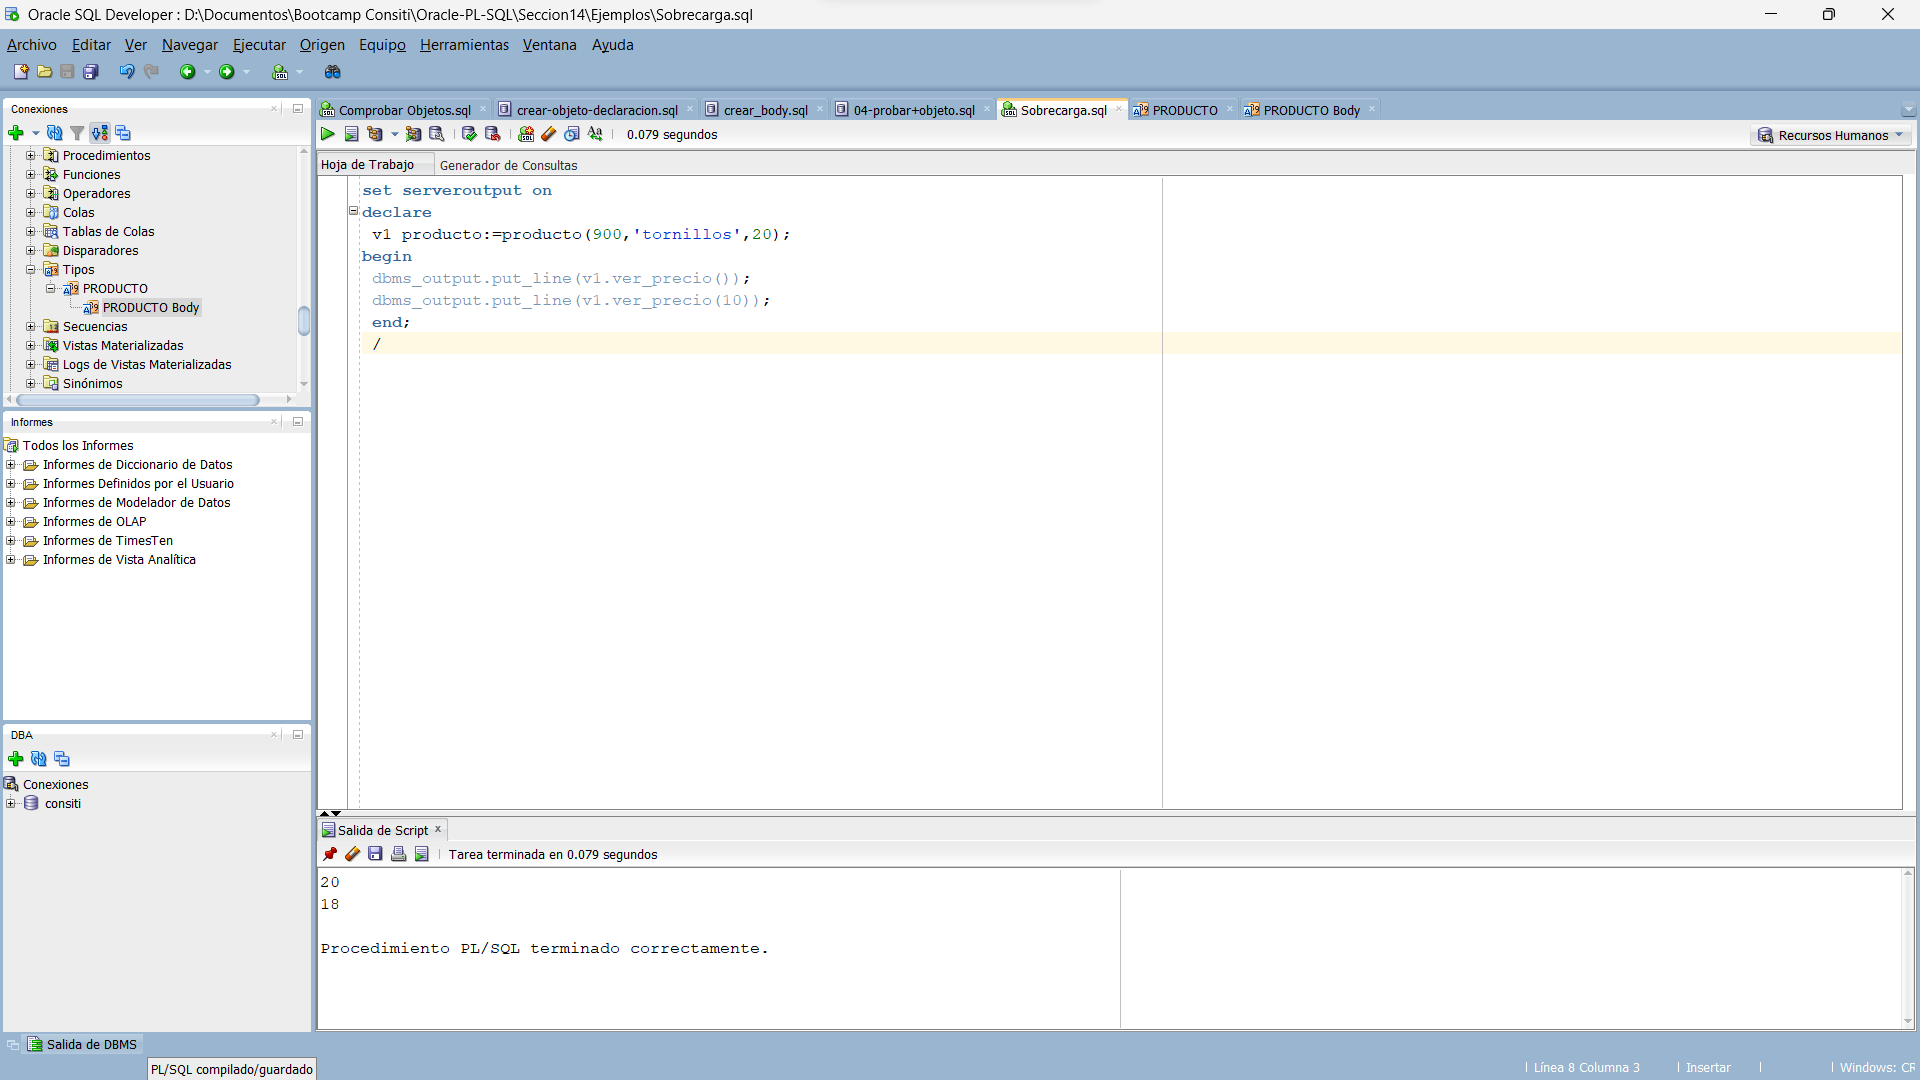 Oracle SQL Developer : D:\Documentos\Bootcamp Consiti\Oracle-PL-SQL\Seccion14\Ejemplos\Sobrecarga.sql
Archivo Editar Ver Navegar Ejecutar Origen Equipo Herramientas Ventana Ayuda
Conexiones
Procedimientos
Funciones
Operadores
Colas
Tablas de Colas
Disparadores
Tipos
PRODUCTO
PRODUCTO Body
Secuencias
Vistas Materializadas
Logs de Vistas Materializadas
Sinónimos
Informes
Todos los Informes
Informes de Diccionario de Datos
Informes Definidos por el Usuario
Informes de Modelador de Datos
Informes de OLAP
Informes de TimesTen
Informes de Vista Analítica
DBA
Conexiones
consiti
Comprobar Objetos.sql crear-objeto-declaracion.sql crear_body.sql 04-probar+objeto.sql Sobrecarga.sql PRODUCTO PRODUCTO Body
0.079 segundos
Recursos Humanos
Hoja de Trabajo Generador de Consultas
set serveroutput on
declare
v1 producto:=producto(900,'tornillos',20);
begin
dbms_output.put_line(v1.ver_precio());
dbms_output.put_line(v1.ver_precio(10));
end;
/
Salida de Script
Tarea terminada en 0.079 segundos
20
18
Procedimiento PL/SQL terminado correctamente.
Salida de DBMS
PL/SQL compilado/guardado
Línea 8 Columna 3 Insertar Windows: CR